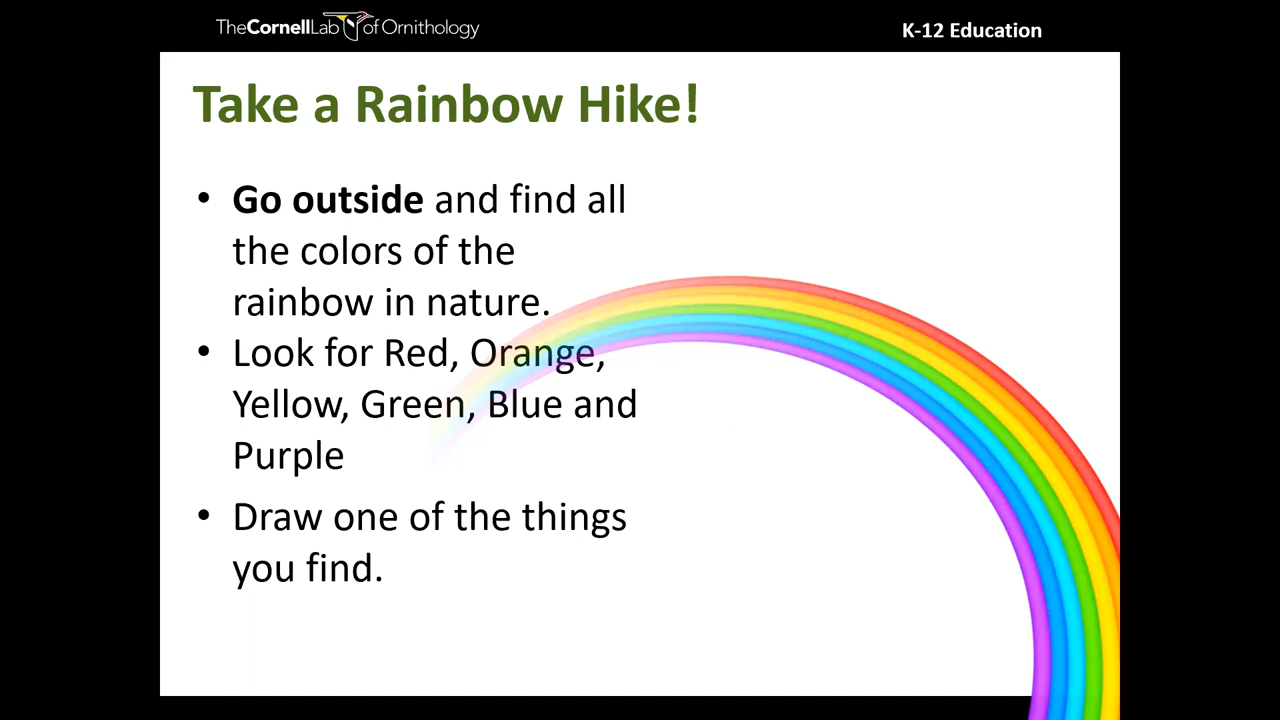 TheCornellLab of Ornithology
K-12 Education
Take a Rainbow Hike!
• Go outside and find all
the colors of the
rainbow in nature.
• Look for Red, Orange,
Yellow, Green, Blue and
Purple
• Draw one of the things
you find.